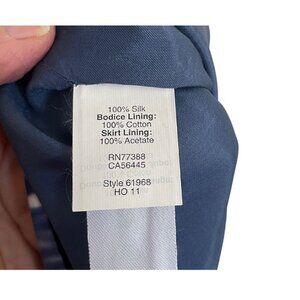 100% Silk
Bodice Lining:
100% Cotton
Skirt Lining:
100% Acetate
RN77388
CA56445
Style 61968
HO 11